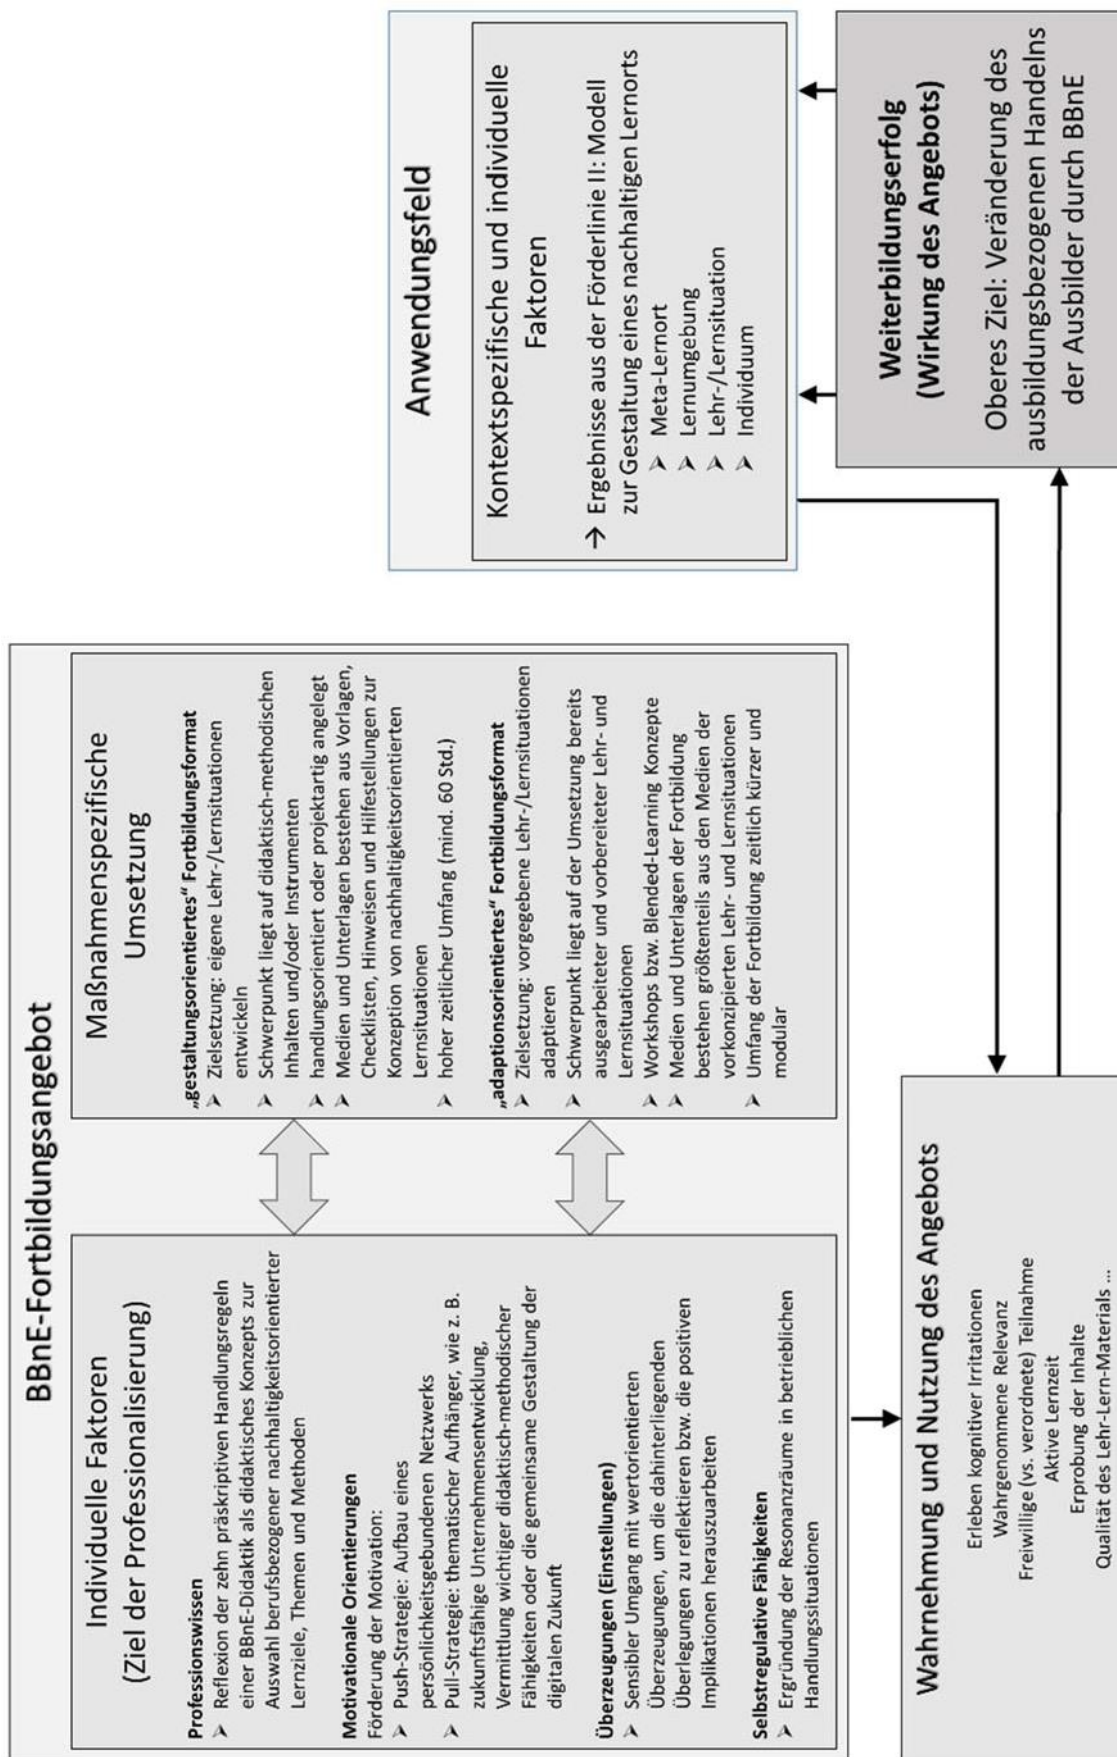 BBnE-Fortbildungsangebot
Individuelle Faktoren
(Ziel der Professionalisierung)
Professionswissen
➢ Reflexion der zehn präskriptiven Handlungsregeln
einer BBnE-Didaktik als didaktisches Konzepts zur
Auswahl berufsbezogener nachhaltigkeitsorientierter
Lernziele, Themen und Methoden
Motivationale Orientierungen
Förderung der Motivation:
➢ Push-Strategie: Aufbau eines
persönlichkeitsgebundenen Netzwerks
➢ Pull-Strategie: thematischer Aufhänger, wie z. B.
zukunftsfähige Unternehmensentwicklung,
Vermittlung wichtiger didaktisch-methodischer
Fähigkeiten oder die gemeinsame Gestaltung der
digitalen Zukunft
Überzeugungen (Einstellungen)
➢ Sensibler Umgang mit wertorientierten
Überzeugungen, um die dahinterliegenden
Überlegungen zu reflektieren bzw. die positiven
Implikationen herauszuarbeiten
Selbstregulative Fähigkeiten
➢ Ergründung der Resonanzräume in betrieblichen
Handlungssituationen
Maßnahmenspezifische
Umsetzung
„gestaltungsorientiertes“ Fortbildungsformat
➢ Zielsetzung: eigene Lehr-/Lernsituationen
entwickeln
➢ Schwerpunkt liegt auf didaktisch-methodischen
Inhalten und/oder Instrumenten
➢ handlungsorientiert oder projektartig angelegt
➢ Medien und Unterlagen bestehen aus Vorlagen,
Checklisten, Hinweisen und Hilfestellungen zur
Konzeption von nachhaltigkeitsorientierten
Lernsituationen
➢ hoher zeitlicher Umfang (mind. 60 Std.)
„adaptionsorientiertes“ Fortbildungsformat
➢ Zielsetzung: vorgegebene Lehr-/Lernsituationen
adaptieren
➢ Schwerpunkt liegt auf der Umsetzung bereits
ausgearbeiteter und vorbereiteter Lehr- und
Lernsituationen
➢ Workshops bzw. Blended-Learning Konzepte
➢ Medien und Unterlagen der Fortbildung
bestehen größtenteils aus den Medien der
vorkonzipierten Lehr- und Lernsituationen
➢ Umfang der Fortbildung zeitlich kürzer und
modular
Anwendungsfeld
Kontextspezifische und individuelle
Faktoren
→ Ergebnisse aus der Förderlinie II: Modell
zur Gestaltung eines nachhaltigen Lernorts
➢ Meta-Lernort
➢ Lernumgebung
➢ Lehr-/Lernsituation
➢ Individuum
Wahrnehmung und Nutzung des Angebots
Erleben kognitiver Irritationen
Wahrgenommene Relevanz
Freiwillige (vs. verordnete) Teilnahme
Aktive Lernzeit
Erprobung der Inhalte
Qualität des Lehr-Lern-Materials ...
Weiterbildungserfolg
(Wirkung des Angebots)
Oberes Ziel: Veränderung des
ausbildungsbezogenen Handelns
der Ausbilder durch BBnE